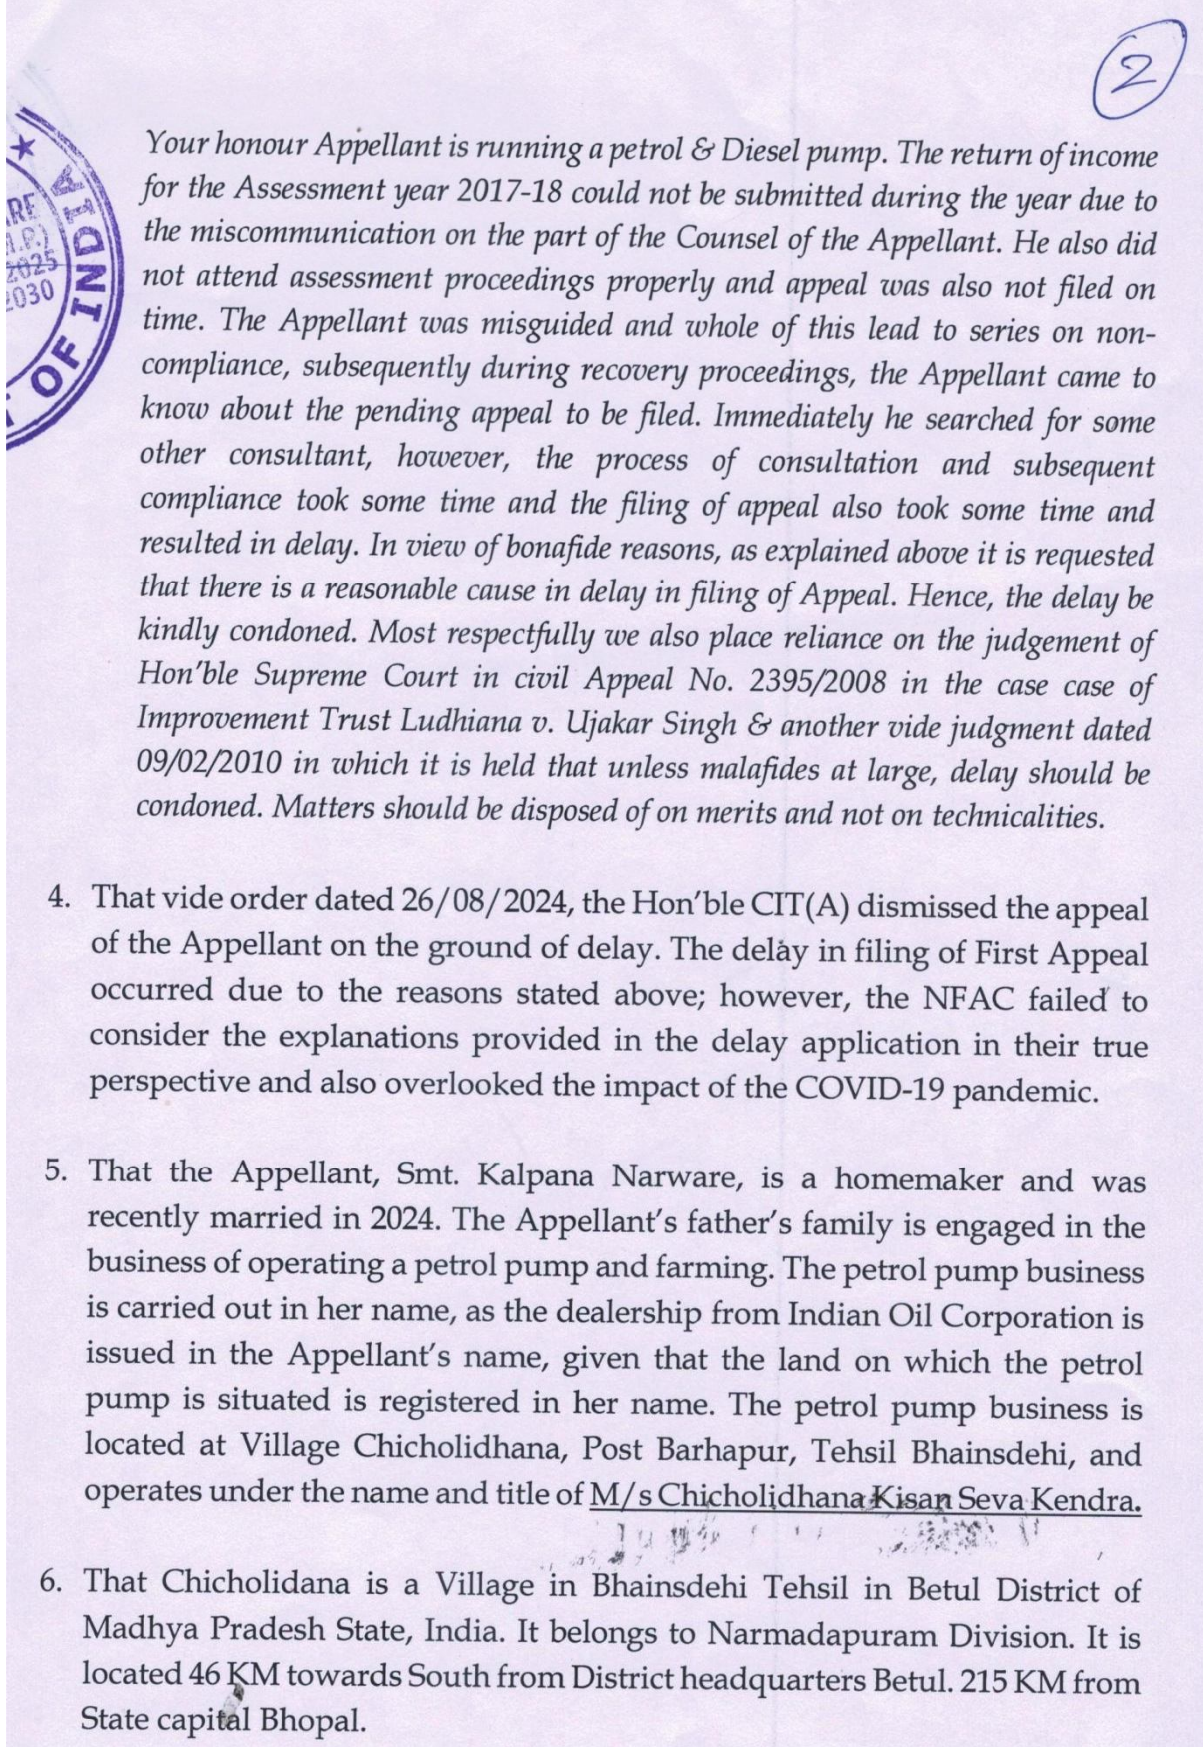 2
Your honour Appellant is running a petrol & Diesel pump. The return of income
for the Assessment year 2017-18 could not be submitted during the year due to
the miscommunication on the part of the Counsel of the Appellant. He also did
not attend assessment proceedings properly and appeal was also not filed on
time. The Appellant was misguided and whole of this lead to series on non-
compliance, subsequently during recovery proceedings, the Appellant came to
know about the pending appeal to be filed. Immediately he searched for some
other consultant, however, the process of consultation and subsequent
compliance took some time and the filing of appeal also took some time and
resulted in delay. In view of bonafide reasons, as explained above it is requested
that there is a reasonable cause in delay in filing of Appeal. Hence, the delay be
kindly condoned. Most respectfully we also place reliance on the judgement of
Hon'ble Supreme Court in civil Appeal No. 2395/2008 in the case case of
Improvement Trust Ludhiana v. Ujakar Singh & another vide judgment dated
09/02/2010 in which it is held that unless malafides at large, delay should be
condoned. Matters should be disposed of on merits and not on technicalities.
4. That vide order dated 26/08/2024, the Hon'ble CIT(A) dismissed the appeal
of the Appellant on the ground of delay. The delay in filing of First Appeal
occurred due to the reasons stated above; however, the NFAC failed to
consider the explanations provided in the delay application in their true
perspective and also overlooked the impact of the COVID-19 pandemic.
5. That the Appellant, Smt. Kalpana Narware, is a homemaker and was
recently married in 2024. The Appellant's father's family is engaged in the
business of operating a petrol pump and farming. The petrol pump business
is carried out in her name, as the dealership from Indian Oil Corporation is
issued in the Appellant's name, given that the land on which the petrol
pump is situated is registered in her name. The petrol pump business is
located at Village Chicholidhana, Post Barhapur, Tehsil Bhainsdehi, and
operates under the name and title of M/s Chicholidhana Kisan Seva Kendra.
6. That Chicholidana is a Village in Bhainsdehi Tehsil in Betul District of
Madhya Pradesh State, India. It belongs to Narmadapuram Division. It is
located 46 KM towards South from District headquarters Betul. 215 KM from
State capital Bhopal.
OF INDIA
2025
2030